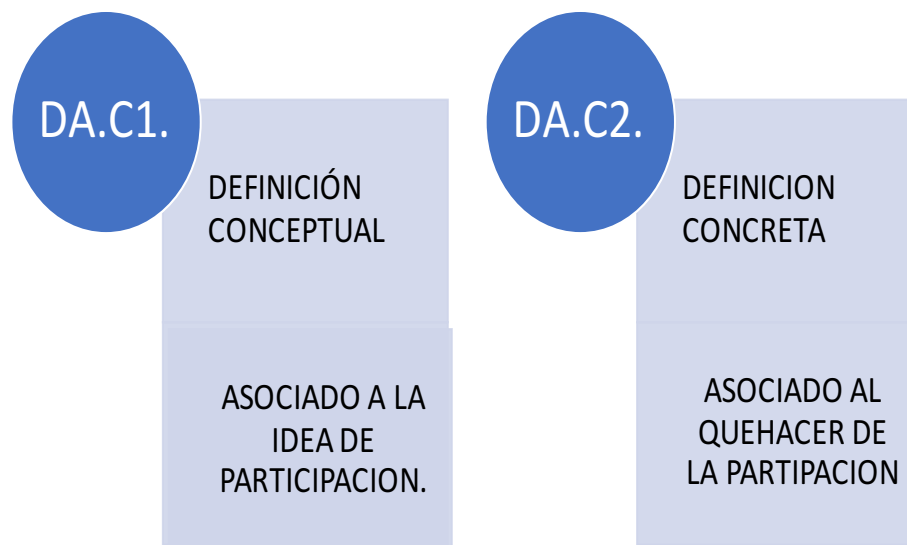 DA.C1.
DEFINICIÓN
CONCEPTUAL
ASOCIADO A LA
IDEA DE
PARTICIPACION.
DA.C2.
DEFINICION
CONCRETA
ASOCIADO AL
QUEHACER DE
LA PARTIPACION